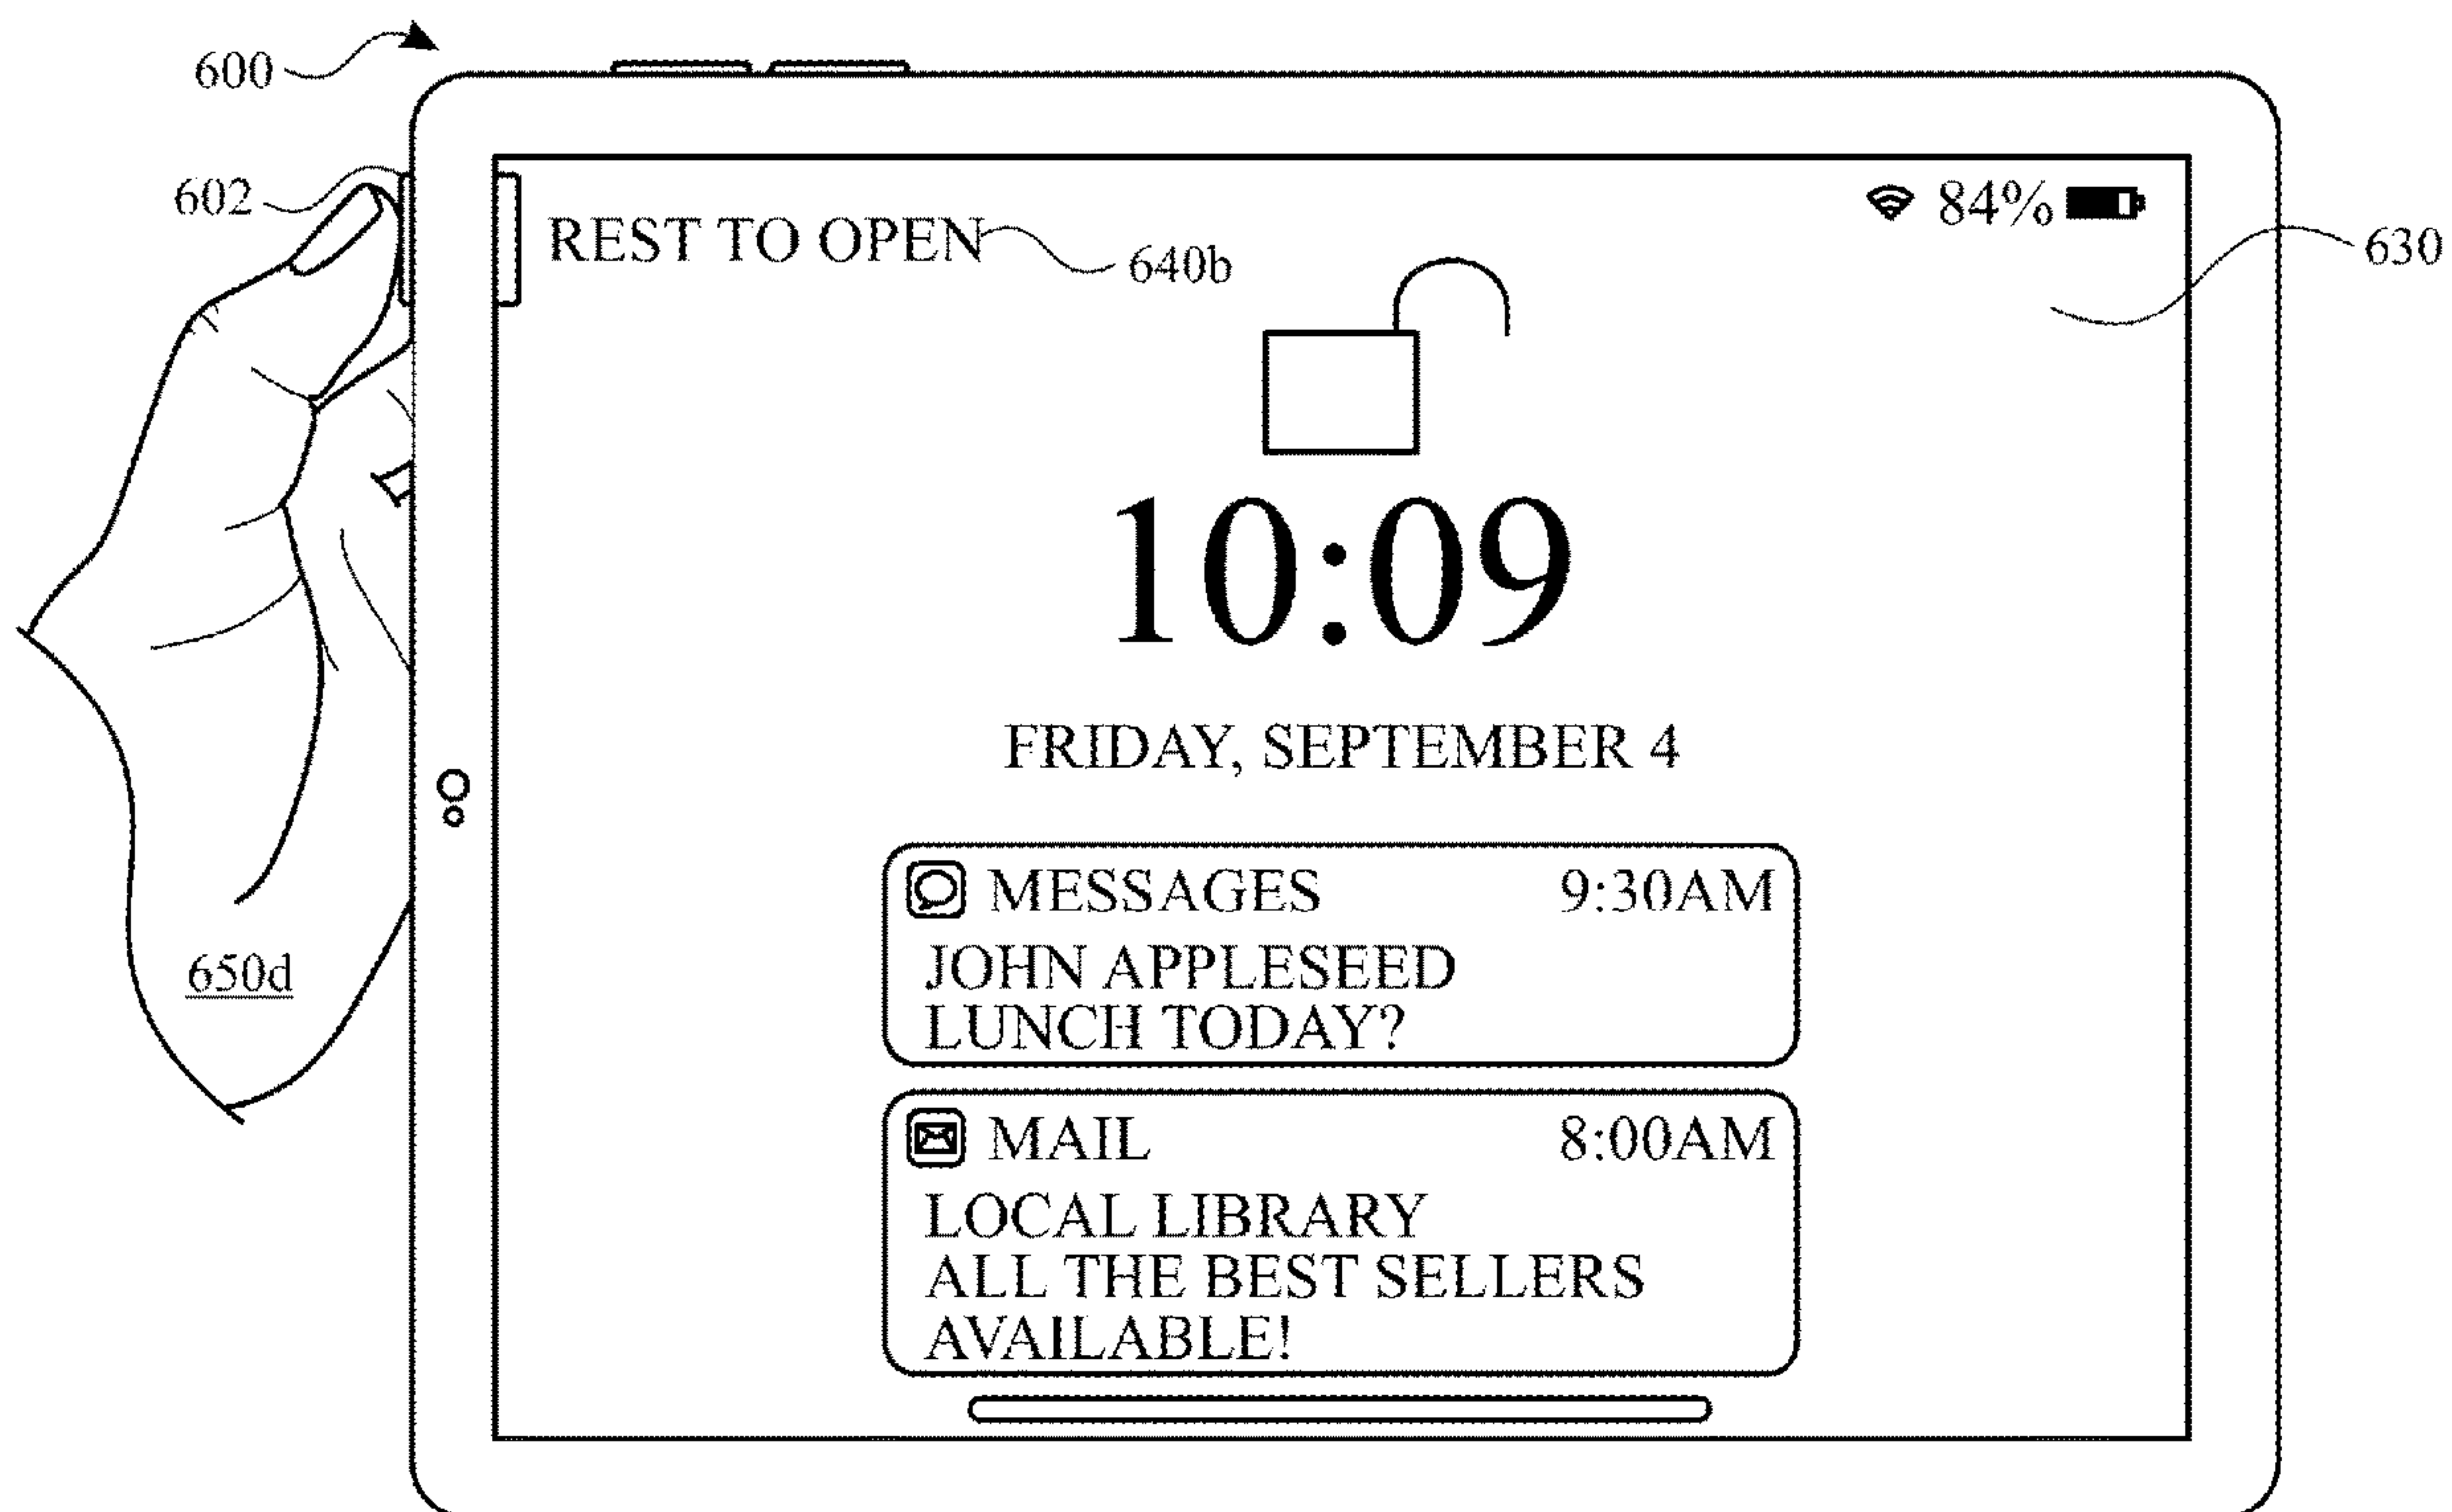 600
602
REST TO OPEN
640b
84%
630
10:09
FRIDAY, SEPTEMBER 4
MESSAGES 9:30AM
JOHN APPLESEED
LUNCH TODAY?
650d
MAIL 8:00AM
LOCAL LIBRARY
ALL THE BEST SELLERS
AVAILABLE!